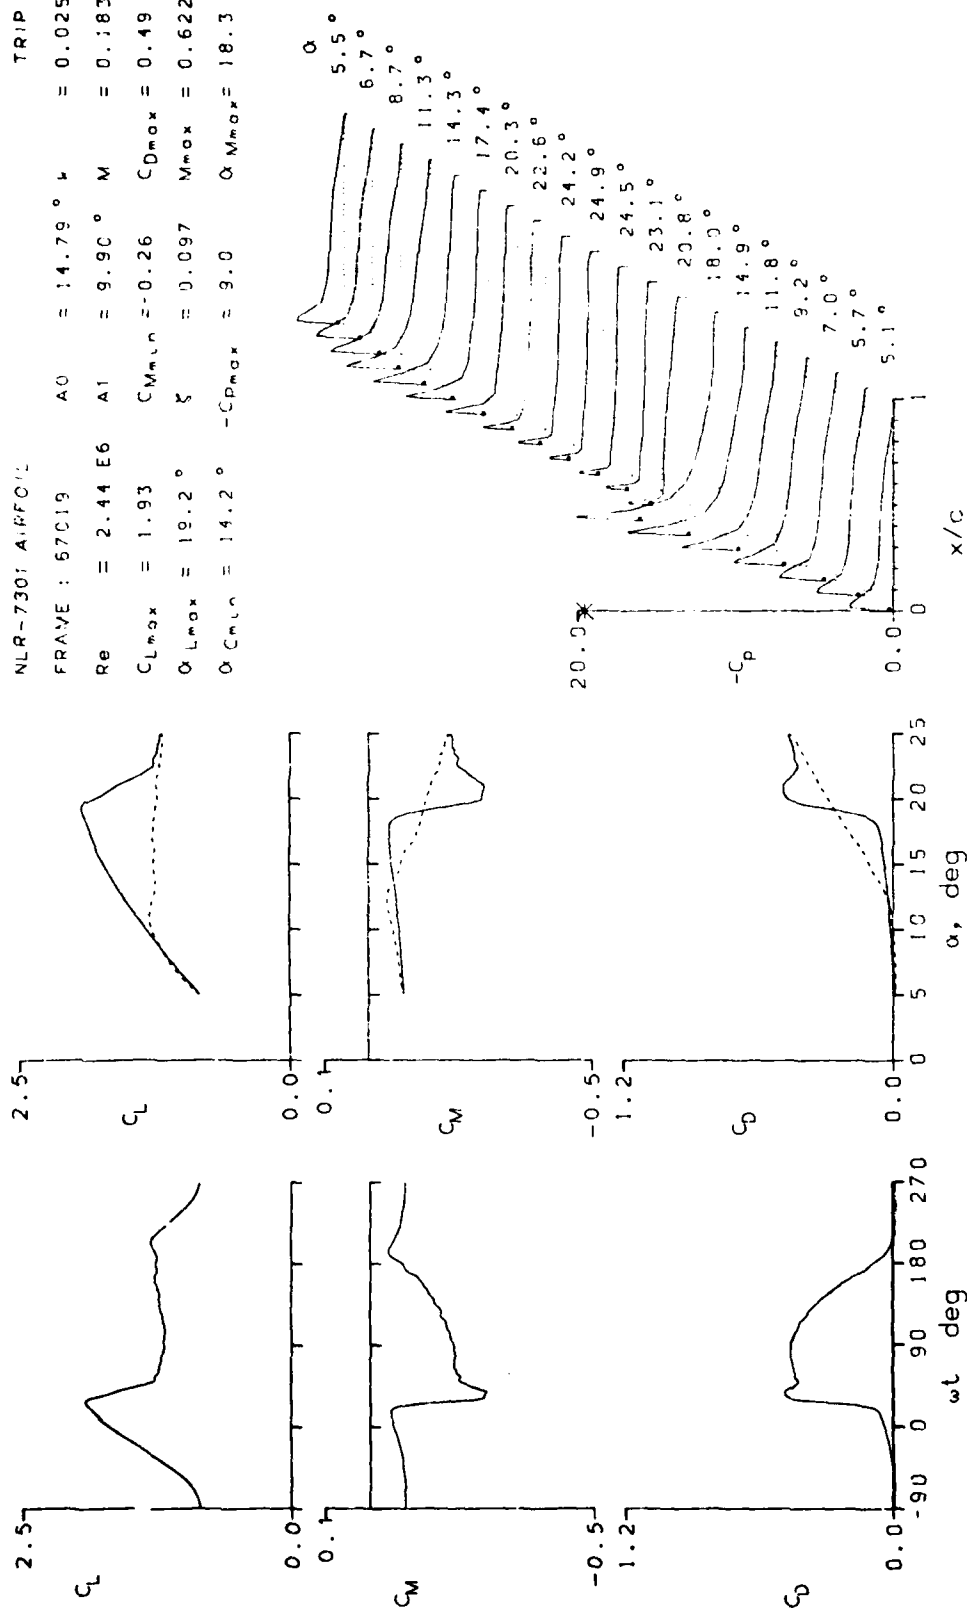 NLR-7301 AIRFOIL TRIP
FRAME : 67019 A0 = 14.79 ° k = 0.025
Re = 2.44 E6 A1 = 9.90 ° M = 0.183
CLmax = 1.93 CMmin =-0.26 CDmax = 0.49
αLmax = 19.2 ° ζ = 0.097 Mmax = 0.622
αCmin = 14.2 ° -Cpmax = 9.0 αMmax= 18.3
2.5
CL
0.0
0.1
CM
-0.5
1.2
CD
0.0
-90 0 90 180 270
ωt deg
2.5
CL
0.0
0.1
CM
-0.5
1.2
CD
0.0
0 5 10 15 20 25
α, deg
α
5.5 °
6.7 °
8.7 °
11.3 °
14.3 °
17.4 °
20.3 °
22.6 °
24.2 °
24.9 °
24.5 °
23.1 °
20.8 °
18.0 °
14.9 °
11.8 °
9.2 °
7.0 °
5.7 °
5.1 °
20.0
-Cp
0.0
0 1
x/c